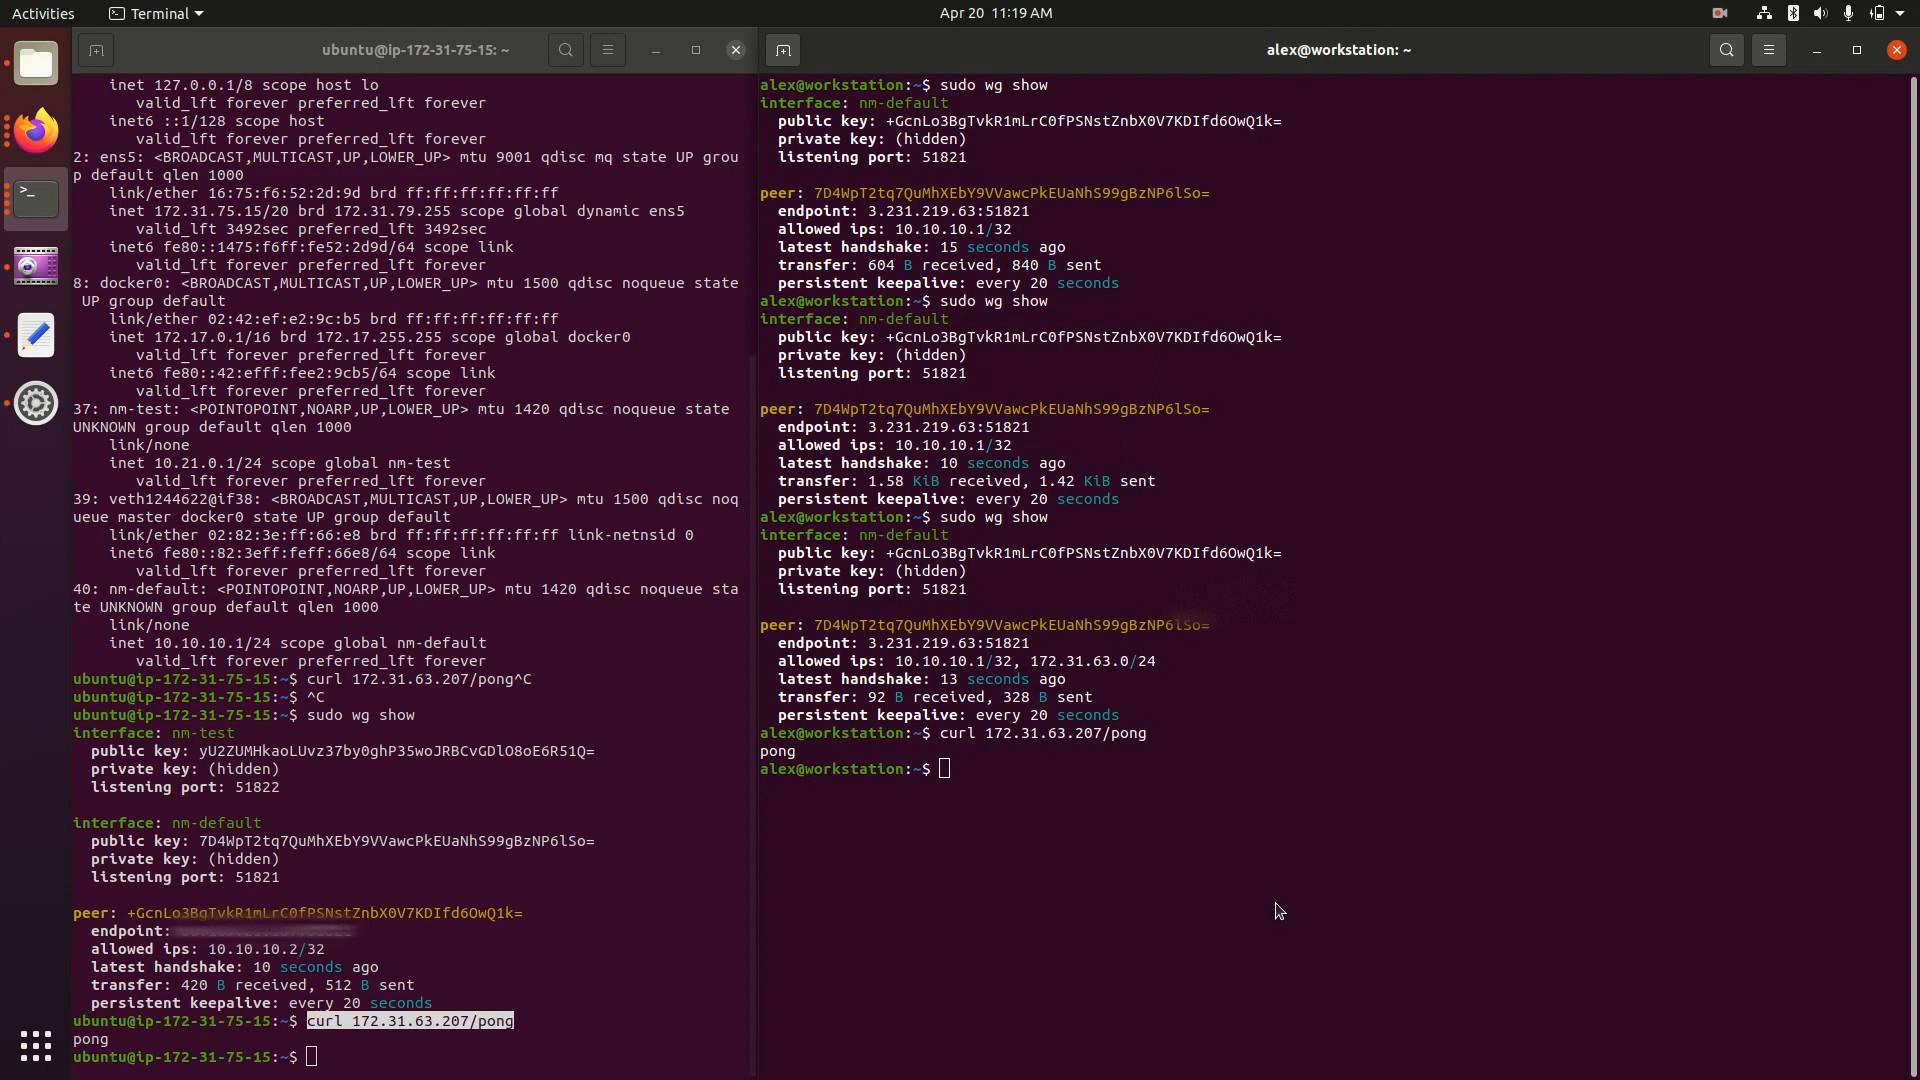 Activities
Terminal
Apr 20 11:19 AM
ubuntu@ip-172-31-75-15: ~
inet 127.0.0.1/8 scope host lo
valid_lft forever preferred_lft forever
inet6 ::1/128 scope host
valid_lft forever preferred_lft forever
2: ens5: <BROADCAST,MULTICAST,UP,LOWER_UP> mtu 9001 qdisc mq state UP grou
p default qlen 1000
link/ether 16:75:f6:52:2d:9d brd ff:ff:ff:ff:ff:ff
inet 172.31.75.15/20 brd 172.31.79.255 scope global dynamic ens5
valid_lft 3492sec preferred_lft 3492sec
inet6 fe80::1475:f6ff:fe52:2d9d/64 scope link
valid_lft forever preferred_lft forever
8: docker0: <BROADCAST,MULTICAST,UP,LOWER_UP> mtu 1500 qdisc noqueue state
UP group default
link/ether 02:42:ef:e2:9c:b5 brd ff:ff:ff:ff:ff:ff
inet 172.17.0.1/16 brd 172.17.255.255 scope global docker0
valid_lft forever preferred_lft forever
inet6 fe80::42:efff:fee2:9cb5/64 scope link
valid_lft forever preferred_lft forever
37: nm-test: <POINTOPOINT,NOARP,UP,LOWER_UP> mtu 1420 qdisc noqueue state
UNKNOWN group default qlen 1000
link/none
inet 10.21.0.1/24 scope global nm-test
valid_lft forever preferred_lft forever
39: veth1244622@if38: <BROADCAST,MULTICAST,UP,LOWER_UP> mtu 1500 qdisc noq
ueue master docker0 state UP group default
link/ether 02:82:3e:ff:66:e8 brd ff:ff:ff:ff:ff:ff link-netnsid 0
inet6 fe80::82:3eff:feff:66e8/64 scope link
valid_lft forever preferred_lft forever
40: nm-default: <POINTOPOINT,NOARP,UP,LOWER_UP> mtu 1420 qdisc noqueue sta
te UNKNOWN group default qlen 1000
link/none
inet 10.10.10.1/24 scope global nm-default
valid_lft forever preferred_lft forever
ubuntu@ip-172-31-75-15:~$ curl 172.31.63.207/pong^C
ubuntu@ip-172-31-75-15:~$ ^C
ubuntu@ip-172-31-75-15:~$ sudo wg show
interface: nm-test
public key: yU2ZUMHkaoLUvz37by0ghP35woJRBCvGDlO8oE6R51Q=
private key: (hidden)
listening port: 51822
interface: nm-default
public key: 7D4WpT2tq7QuMhXEbY9VVawcPkEUaNhS99gBzNP6lSo=
private key: (hidden)
listening port: 51821
peer: +GcnLo3BgTvkR1mLrC0fPSNstZnbX0V7KDIfd6OwQ1k=
endpoint:
allowed ips: 10.10.10.2/32
latest handshake: 10 seconds ago
transfer: 420 B received, 512 B sent
persistent keepalive: every 20 seconds
ubuntu@ip-172-31-75-15:~$ curl 172.31.63.207/pong
pong
ubuntu@ip-172-31-75-15:~$
alex@workstation: ~
alex@workstation:~$ sudo wg show
interface: nm-default
public key: +GcnLo3BgTvkR1mLrC0fPSNstZnbX0V7KDIfd6OwQ1k=
private key: (hidden)
listening port: 51821
peer: 7D4WpT2tq7QuMhXEbY9VVawcPkEUaNhS99gBzNP6lSo=
endpoint: 3.231.219.63:51821
allowed ips: 10.10.10.1/32
latest handshake: 15 seconds ago
transfer: 604 B received, 840 B sent
persistent keepalive: every 20 seconds
alex@workstation:~$ sudo wg show
interface: nm-default
public key: +GcnLo3BgTvkR1mLrC0fPSNstZnbX0V7KDIfd6OwQ1k=
private key: (hidden)
listening port: 51821
peer: 7D4WpT2tq7QuMhXEbY9VVawcPkEUaNhS99gBzNP6lSo=
endpoint: 3.231.219.63:51821
allowed ips: 10.10.10.1/32
latest handshake: 10 seconds ago
transfer: 1.58 KiB received, 1.42 KiB sent
persistent keepalive: every 20 seconds
alex@workstation:~$ sudo wg show
interface: nm-default
public key: +GcnLo3BgTvkR1mLrC0fPSNstZnbX0V7KDIfd6OwQ1k=
private key: (hidden)
listening port: 51821
peer: 7D4WpT2tq7QuMhXEbY9VVawcPkEUaNhS99gBzNP6lSo=
endpoint: 3.231.219.63:51821
allowed ips: 10.10.10.1/32, 172.31.63.0/24
latest handshake: 13 seconds ago
transfer: 92 B received, 328 B sent
persistent keepalive: every 20 seconds
alex@workstation:~$ curl 172.31.63.207/pong
pong
alex@workstation:~$